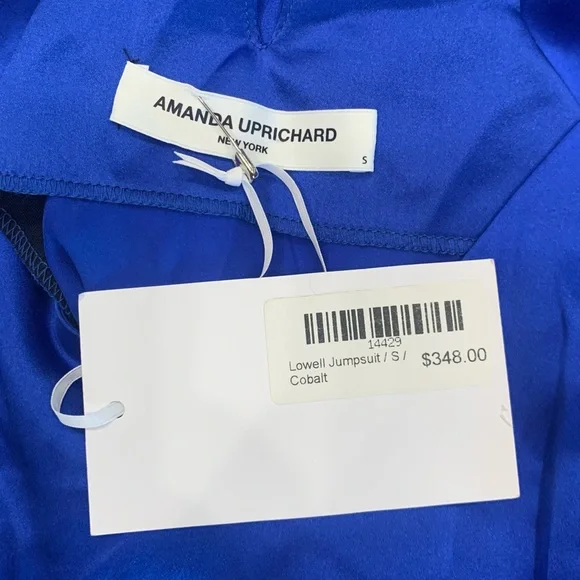 AMANDA UPRICHARD
NEW YORK
S
14429
Lowell Jumpsuit / S / $348.00
Cobalt